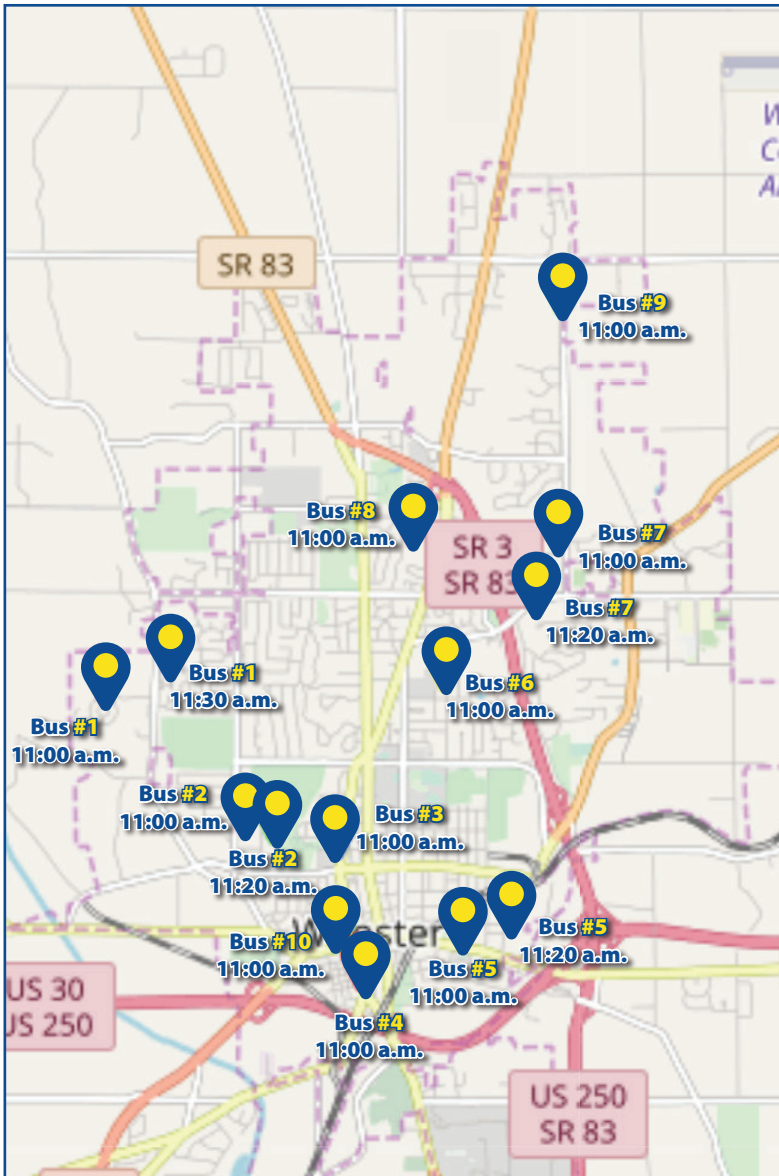 W
SR 83
Bus #9
11:00 a.m.
Bus #8
11:00 a.m.
SR 3
SR 83
Bus #7
11:00 a.m.
Bus #7
11:20 a.m.
Bus #1
11:30 a.m.
Bus #6
11:00 a.m.
Bus #1
11:00 a.m.
Bus #2
11:00 a.m.
Bus #3
11:00 a.m.
Bus #2
11:20 a.m.
Bus #10
11:00 a.m.
Bus #5
11:20 a.m.
Bus #5
11:00 a.m.
US 30
US 250
Bus #4
11:00 a.m.
US 250
SR 83